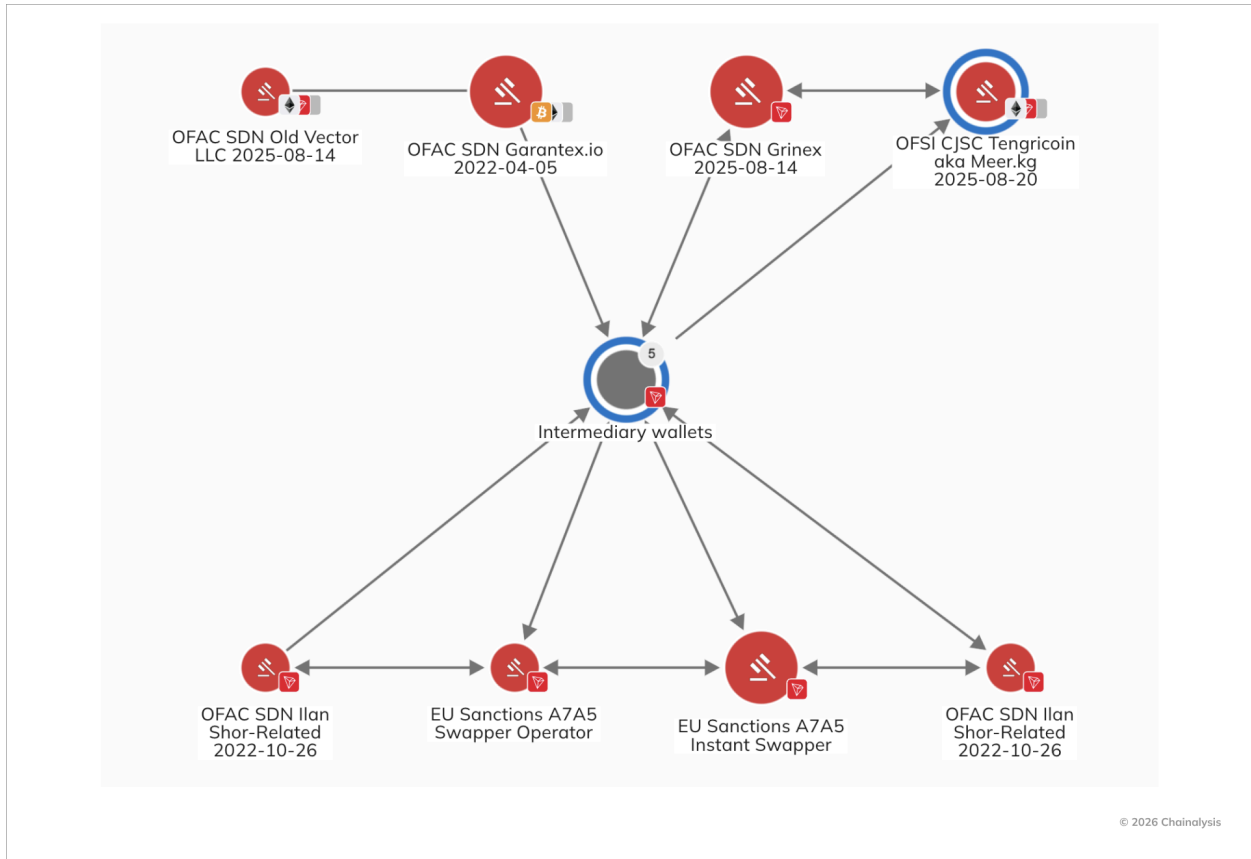 OFAC SDN Old Vector
LLC 2025-08-14
OFAC SDN Garantex.io
2022-04-05
OFAC SDN Grinex
2025-08-14
OFSI CJSC Tengricoin
aka Meer.kg
2025-08-20
5
Intermediary wallets
OFAC SDN Ilan
Shor-Related
2022-10-26
EU Sanctions A7A5
Swapper Operator
EU Sanctions A7A5
Instant Swapper
OFAC SDN Ilan
Shor-Related
2022-10-26
© 2026 Chainalysis